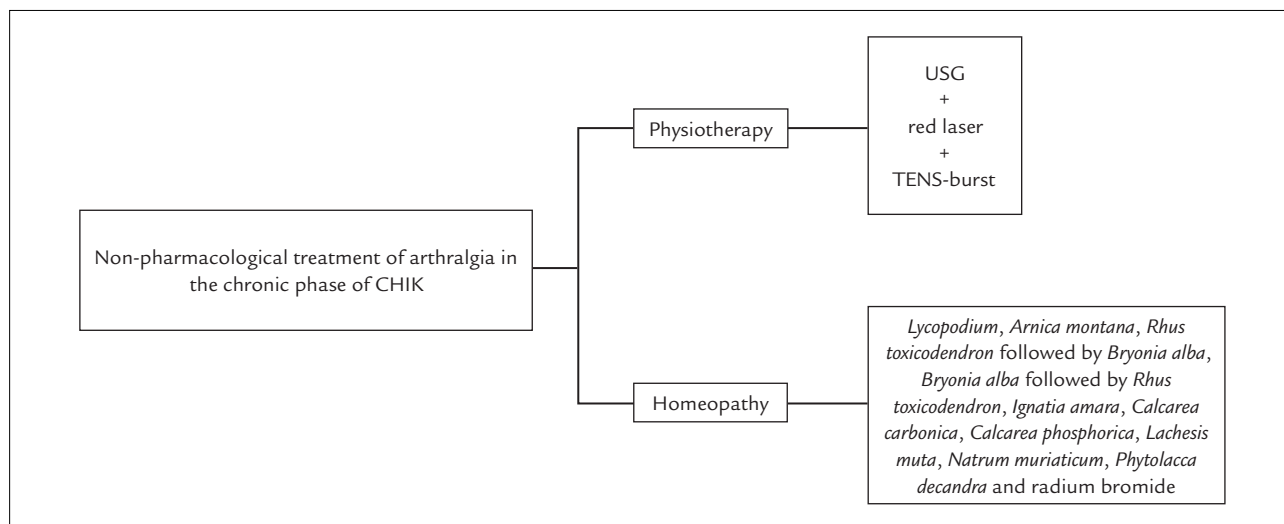 Non-pharmacological treatment of arthralgia in
the chronic phase of CHIK
Physiotherapy
USG
+
red laser
+
TENS-burst
Homeopathy
Lycopodium, Arnica montana, Rhus
toxicodendron followed by Bryonia alba,
Bryonia alba followed by Rhus
toxicodendron, Ignatia amara, Calcarea
carbonica, Calcarea phosphorica, Lachesis
muta, Natrum muriaticum, Phytolacca
decandra and radium bromide